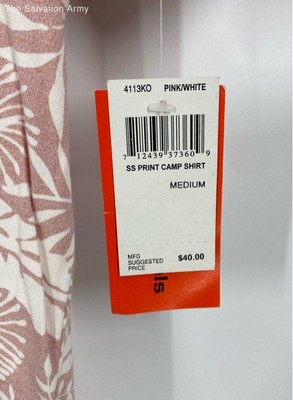 The Salvation Army
4113KO PINK/WHITE
7 12439 37360 9
SS PRINT CAMP SHIRT
MEDIUM
MFG
SUGGESTED
PRICE
$40.00